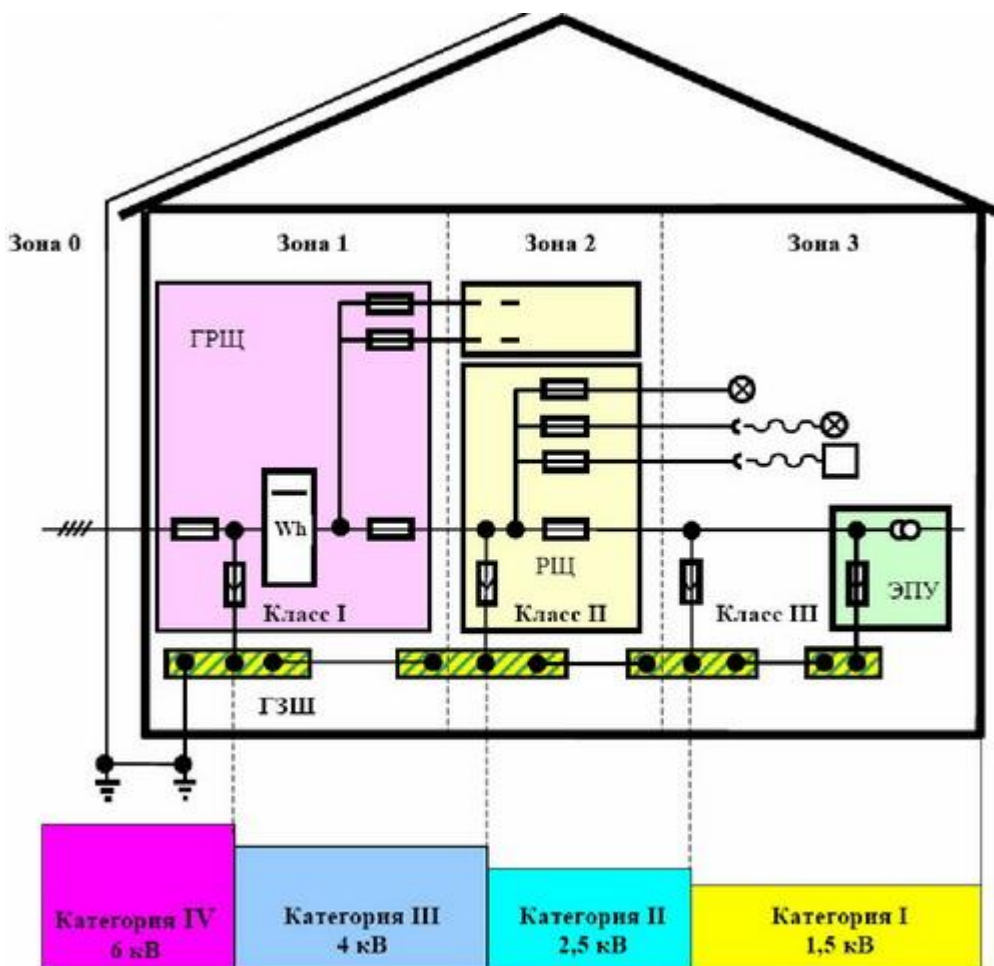 Зона 0
Зона 1
Зона 2
Зона 3
ГРЩ
Wh
РЩ
ЭПУ
Класс I
Класс II
Класс III
ГЗШ
Категория IV
6 кВ
Категория III
4 кВ
Категория II
2,5 кВ
Категория I
1,5 кВ